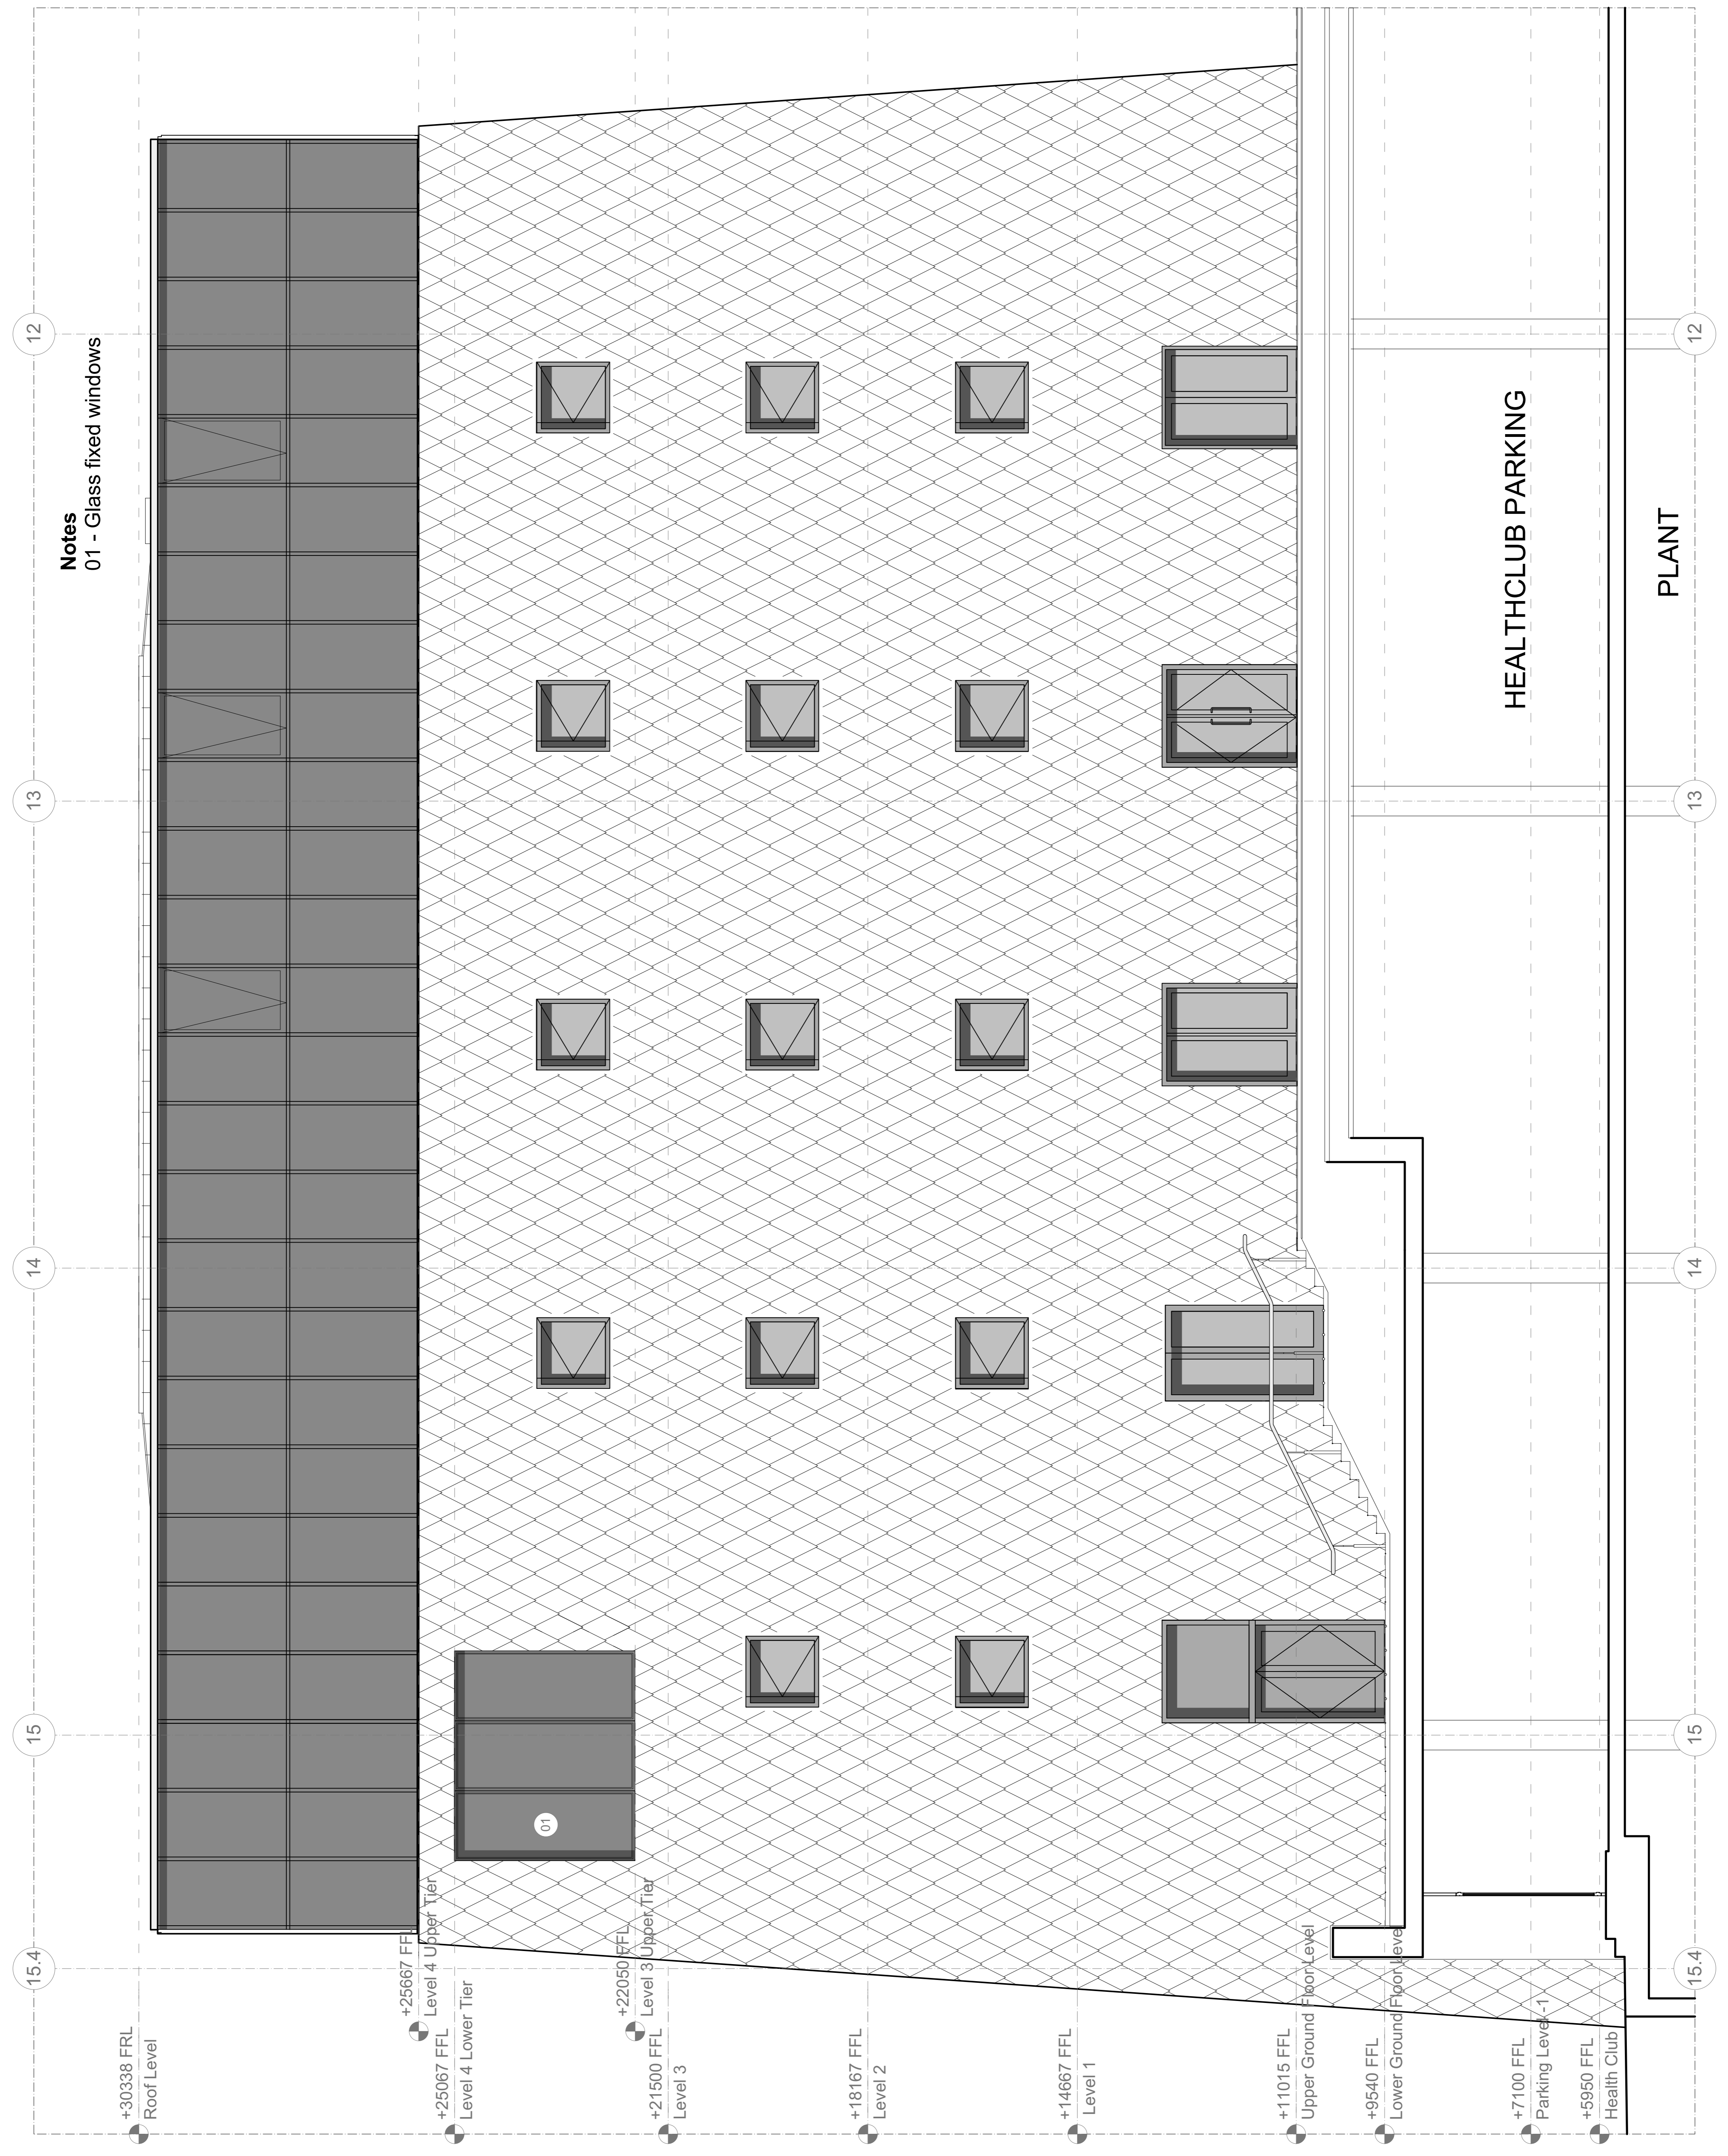 Notes
01 - Glass fixed windows
15.4
15
14
13
12
+30338 FRL
Roof Level
+25667 FFL
Level 4 Upper Tier
+25067 FFL
Level 4 Lower Tier
01
+22050 FFL
Level 3 Upper Tier
+21500 FFL
Level 3
+18167 FFL
Level 2
+14667 FFL
Level 1
+11015 FFL
Upper Ground Floor Level
+9540 FFL
Lower Ground Floor Level
HEALTHCLUB PARKING
+7100 FFL
Parking Level -1
+5950 FFL
Health Club
PLANT
15.4
15
14
13
12